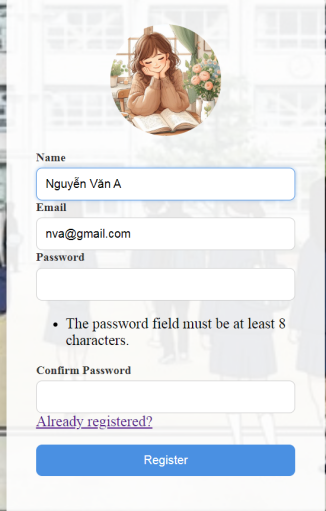 Name
Nguyễn Văn A
Email
nva@gmail.com
Password
The password field must be at least 8
characters.
Confirm Password
Already registered?
Register